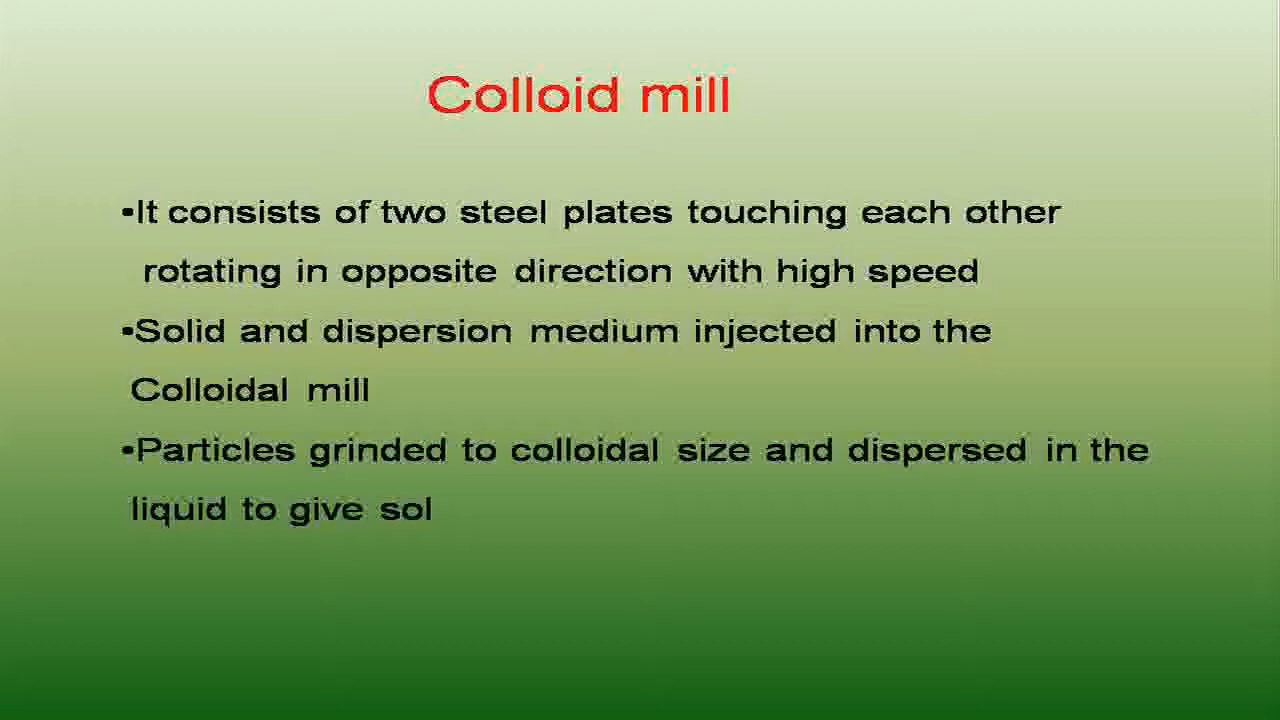 Colloid mill
•It consists of two steel plates touching each other
rotating in opposite direction with high speed
•Solid and dispersion medium injected into the
Colloidal mill
•Particles grinded to colloidal size and dispersed in the
liquid to give sol